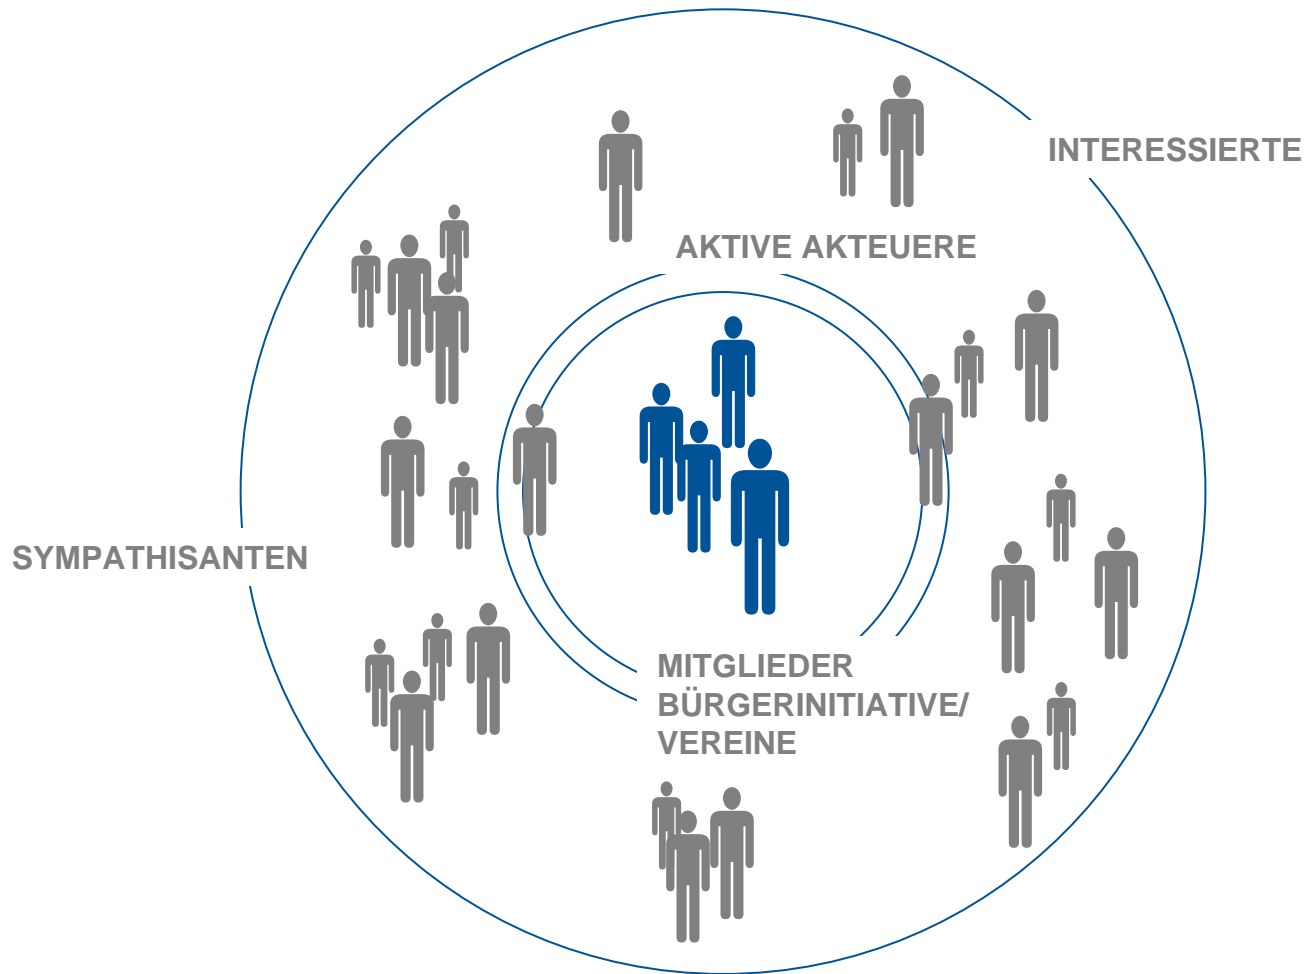 INTERESSIERTE
AKTIVE AKTEUERE
SYMPATHISANTEN
MITGLIEDER
BÜRGERINITIATIVE/
VEREINE